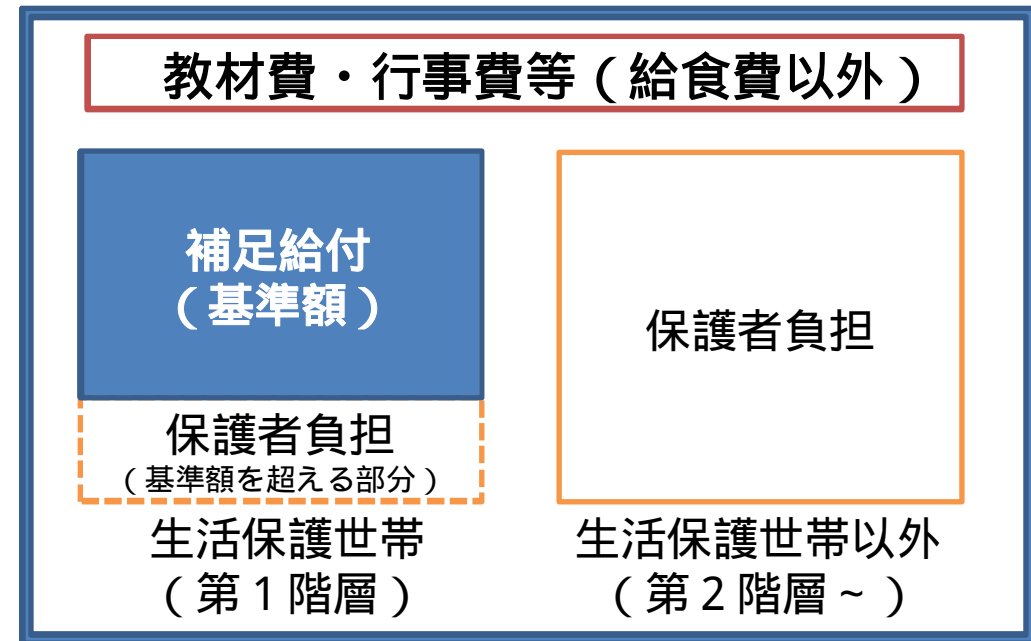 教材費・行事費等（給食費以外）
補足給付
（基準額）
保護者負担
（基準額を超える部分）
生活保護世帯
（第１階層）
保護者負担
生活保護世帯以外
（第２階層～）